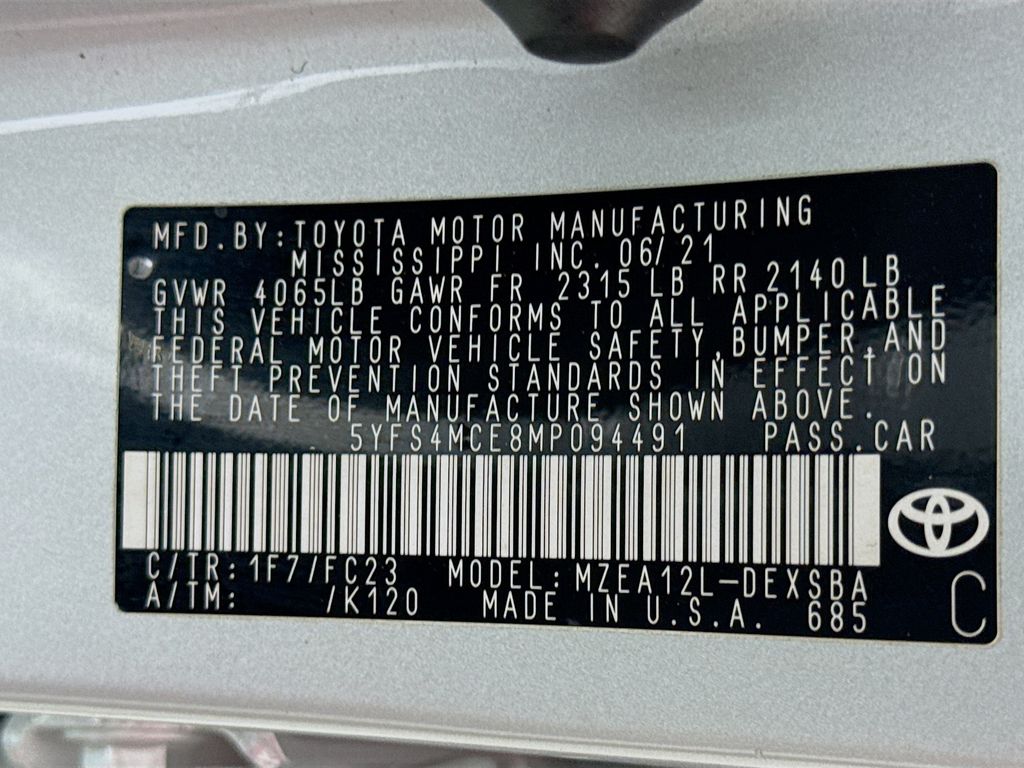 MFD.BY:TOYOTA MOTOR MANUFACTURING
MISSISSIPPI INC. 06/21
GVWR 4065LB GAWR FR 2315 LB RR 2140 LB
THIS VEHICLE CONFORMS TO ALL APPLICABLE
FEDERAL MOTOR VEHICLE SAFETY,BUMPER,AND
THEFT PREVENTION STANDARDS IN EFFECT ON
THE DATE OF MANUFACTURE SHOWN ABOVE.
5YFS4MCE8MP094491 PASS.CAR
C/TR:1F7/FC23 MODEL:MZEA12L-DEXSBA
A/TM: /K120 MADE IN U.S.A. 685
C